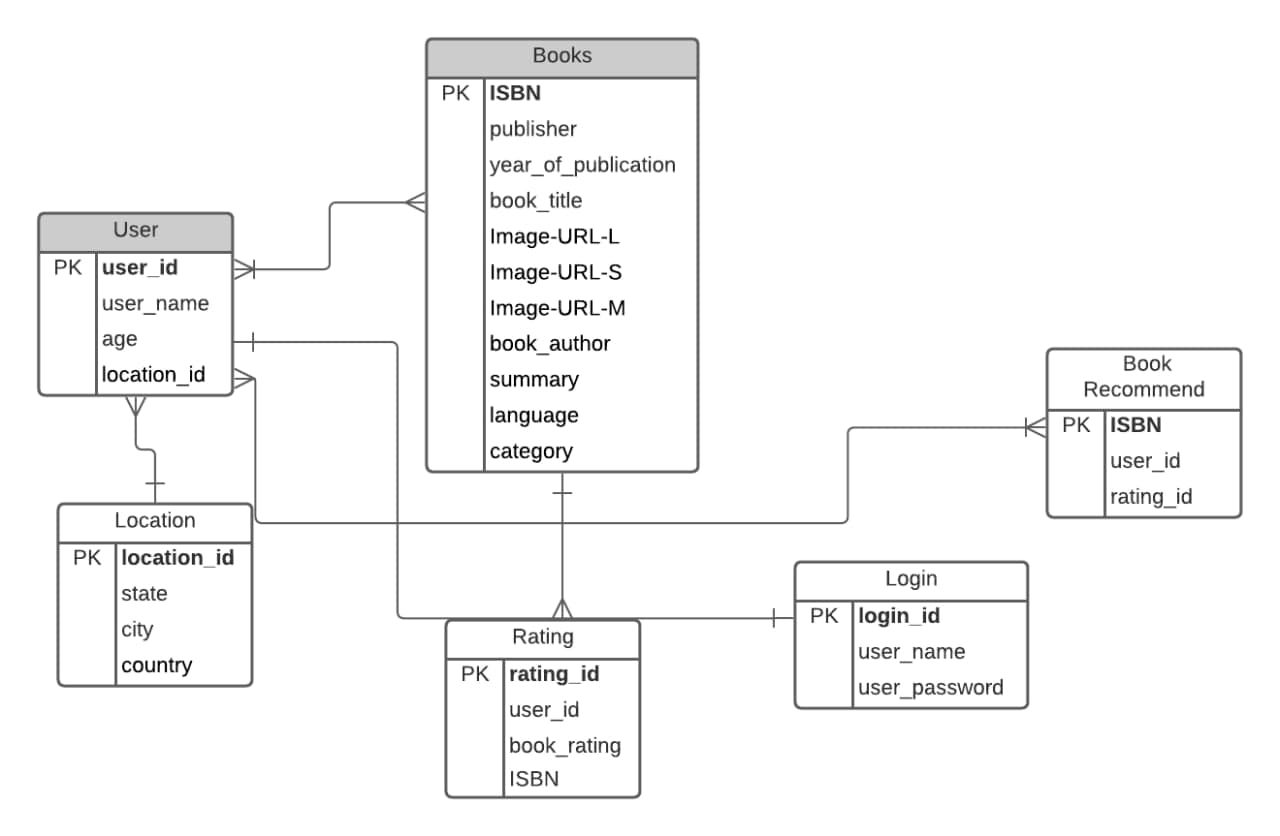 Books
PK ISBN
publisher
year_of_publication
book_title
Image-URL-L
Image-URL-S
Image-URL-M
book_author
summary
language
category
User
PK user_id
user_name
age
location_id
Book
Recommend
PK ISBN
user_id
rating_id
Location
PK location_id
state
city
country
Login
PK login_id
user_name
user_password
Rating
PK rating_id
user_id
book_rating
ISBN